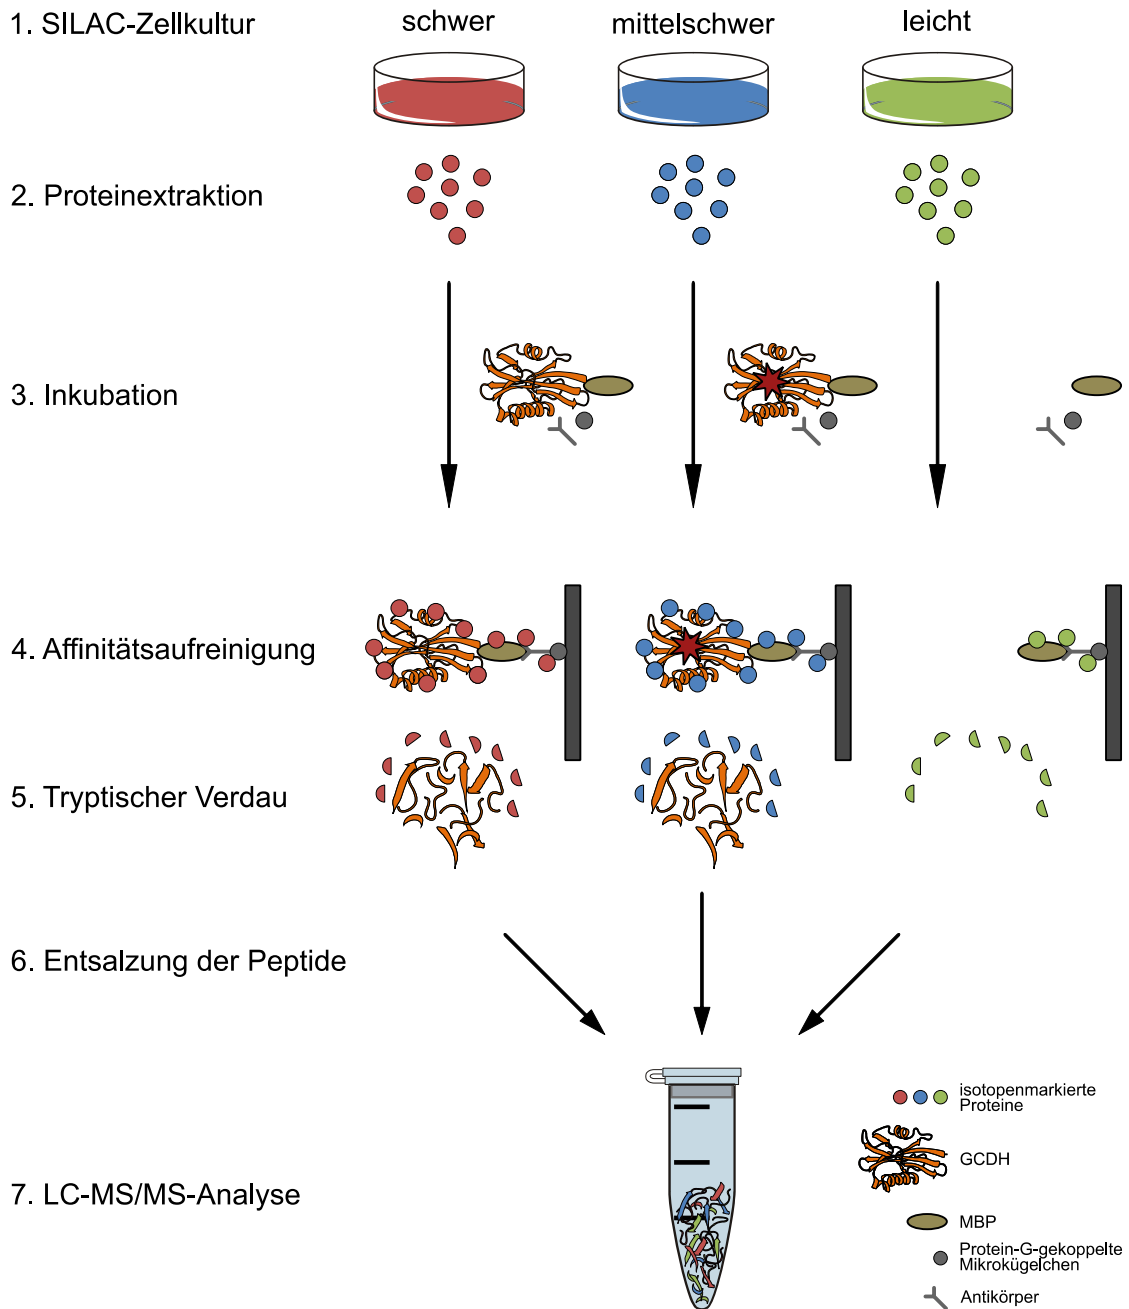 1. SILAC-Zellkultur
schwer
mittelschwer
leicht
2. Proteinextraktion
3. Inkubation
4. Affinitätsaufreinigung
5. Tryptischer Verdau
6. Entsalzung der Peptide
7. LC-MS/MS-Analyse
isotopenmarkierte
Proteine
GCDH
MBP
Protein-G-gekoppelte
Mikrokügelchen
Antikörper